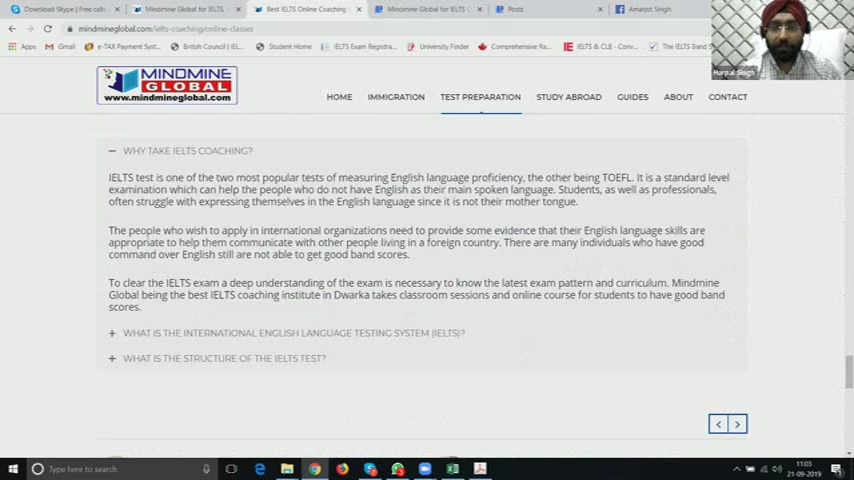 Download Skype | Free calls
Mindmine Global for IELTS
Best IELTS Online Coaching
Mindmine Global for IELTS
Posts
Amarjot Singh
mindmineglobal.com/ielts-coaching/online-classes
Apps
Gmail
e-TAX Payment Syst...
British Council | IEL...
Student Home
IELTS Exam Registra...
University Finder
Comprehensive Ra...
IELTS & CLB - Conv...
The IELTS Band S
Harpal Singh
MINDMINE
GLOBAL
www.mindmineglobal.com
HOME IMMIGRATION TEST PREPARATION STUDY ABROAD GUIDES ABOUT CONTACT
− WHY TAKE IELTS COACHING?
IELTS test is one of the two most popular tests of measuring English language proficiency, the other being TOEFL. It is a standard level
examination which can help the people who do not have English as their main spoken language. Students, as well as professionals,
often struggle with expressing themselves in the English language since it is not their mother tongue.
The people who wish to apply in international organizations need to provide some evidence that their English language skills are
appropriate to help them communicate with other people living in a foreign country. There are many individuals who have good
command over English still are not able to get good band scores.
To clear the IELTS exam a deep understanding of the exam is necessary to know the latest exam pattern and curriculum. Mindmine
Global being the best IELTS coaching institute in Dwarka takes classroom sessions and online course for students to have good band
scores.
+ WHAT IS THE INTERNATIONAL ENGLISH LANGUAGE TESTING SYSTEM (IELTS)?
+ WHAT IS THE STRUCTURE OF THE IELTS TEST?
Type here to search
11:03
21-09-2019